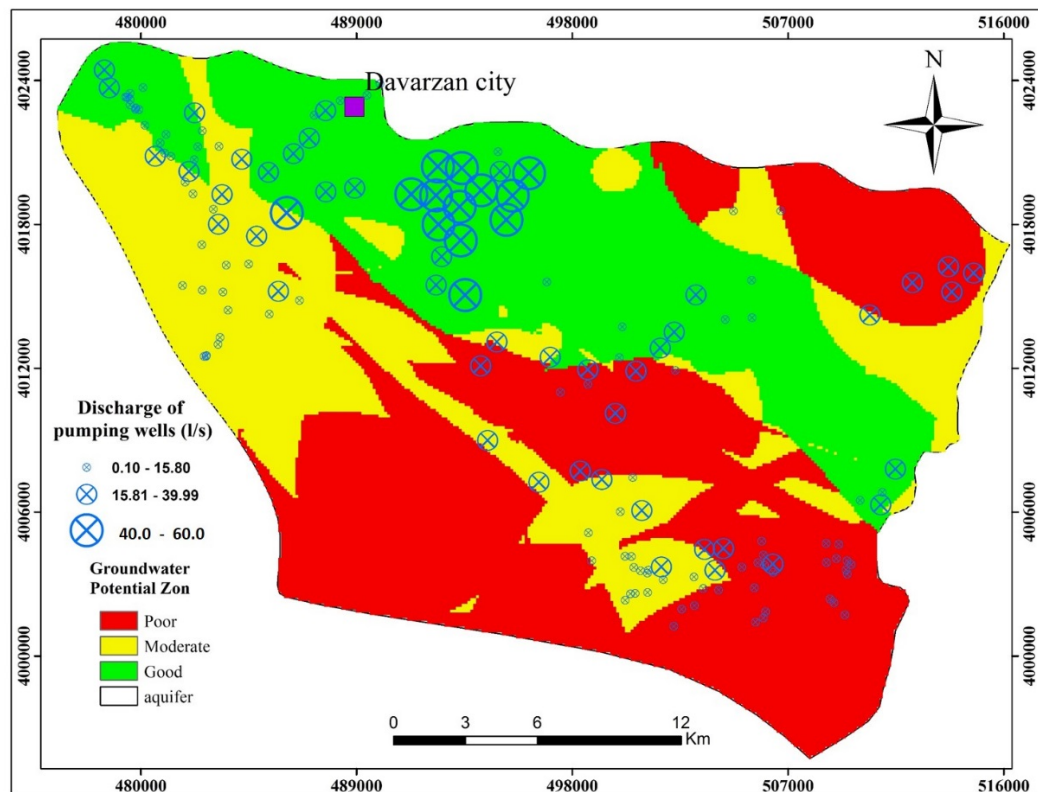 480000 489000 498000 507000 516000
4024000 4024000
Davarzan city
N
4018000 4018000
4012000 4012000
Discharge of
pumping wells (l/s)
0.10 - 15.80
15.81 - 39.99
40.0 - 60.0
4006000 4006000
Groundwater
Potential Zon
Poor
Moderate
Good
aquifer
4000000 4000000
0 3 6 12
Km
480000 489000 498000 507000 516000